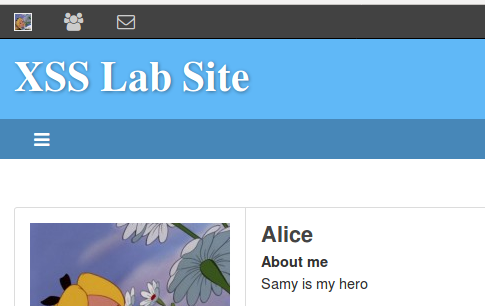 XSS Lab Site
Alice
About me
Samy is my hero